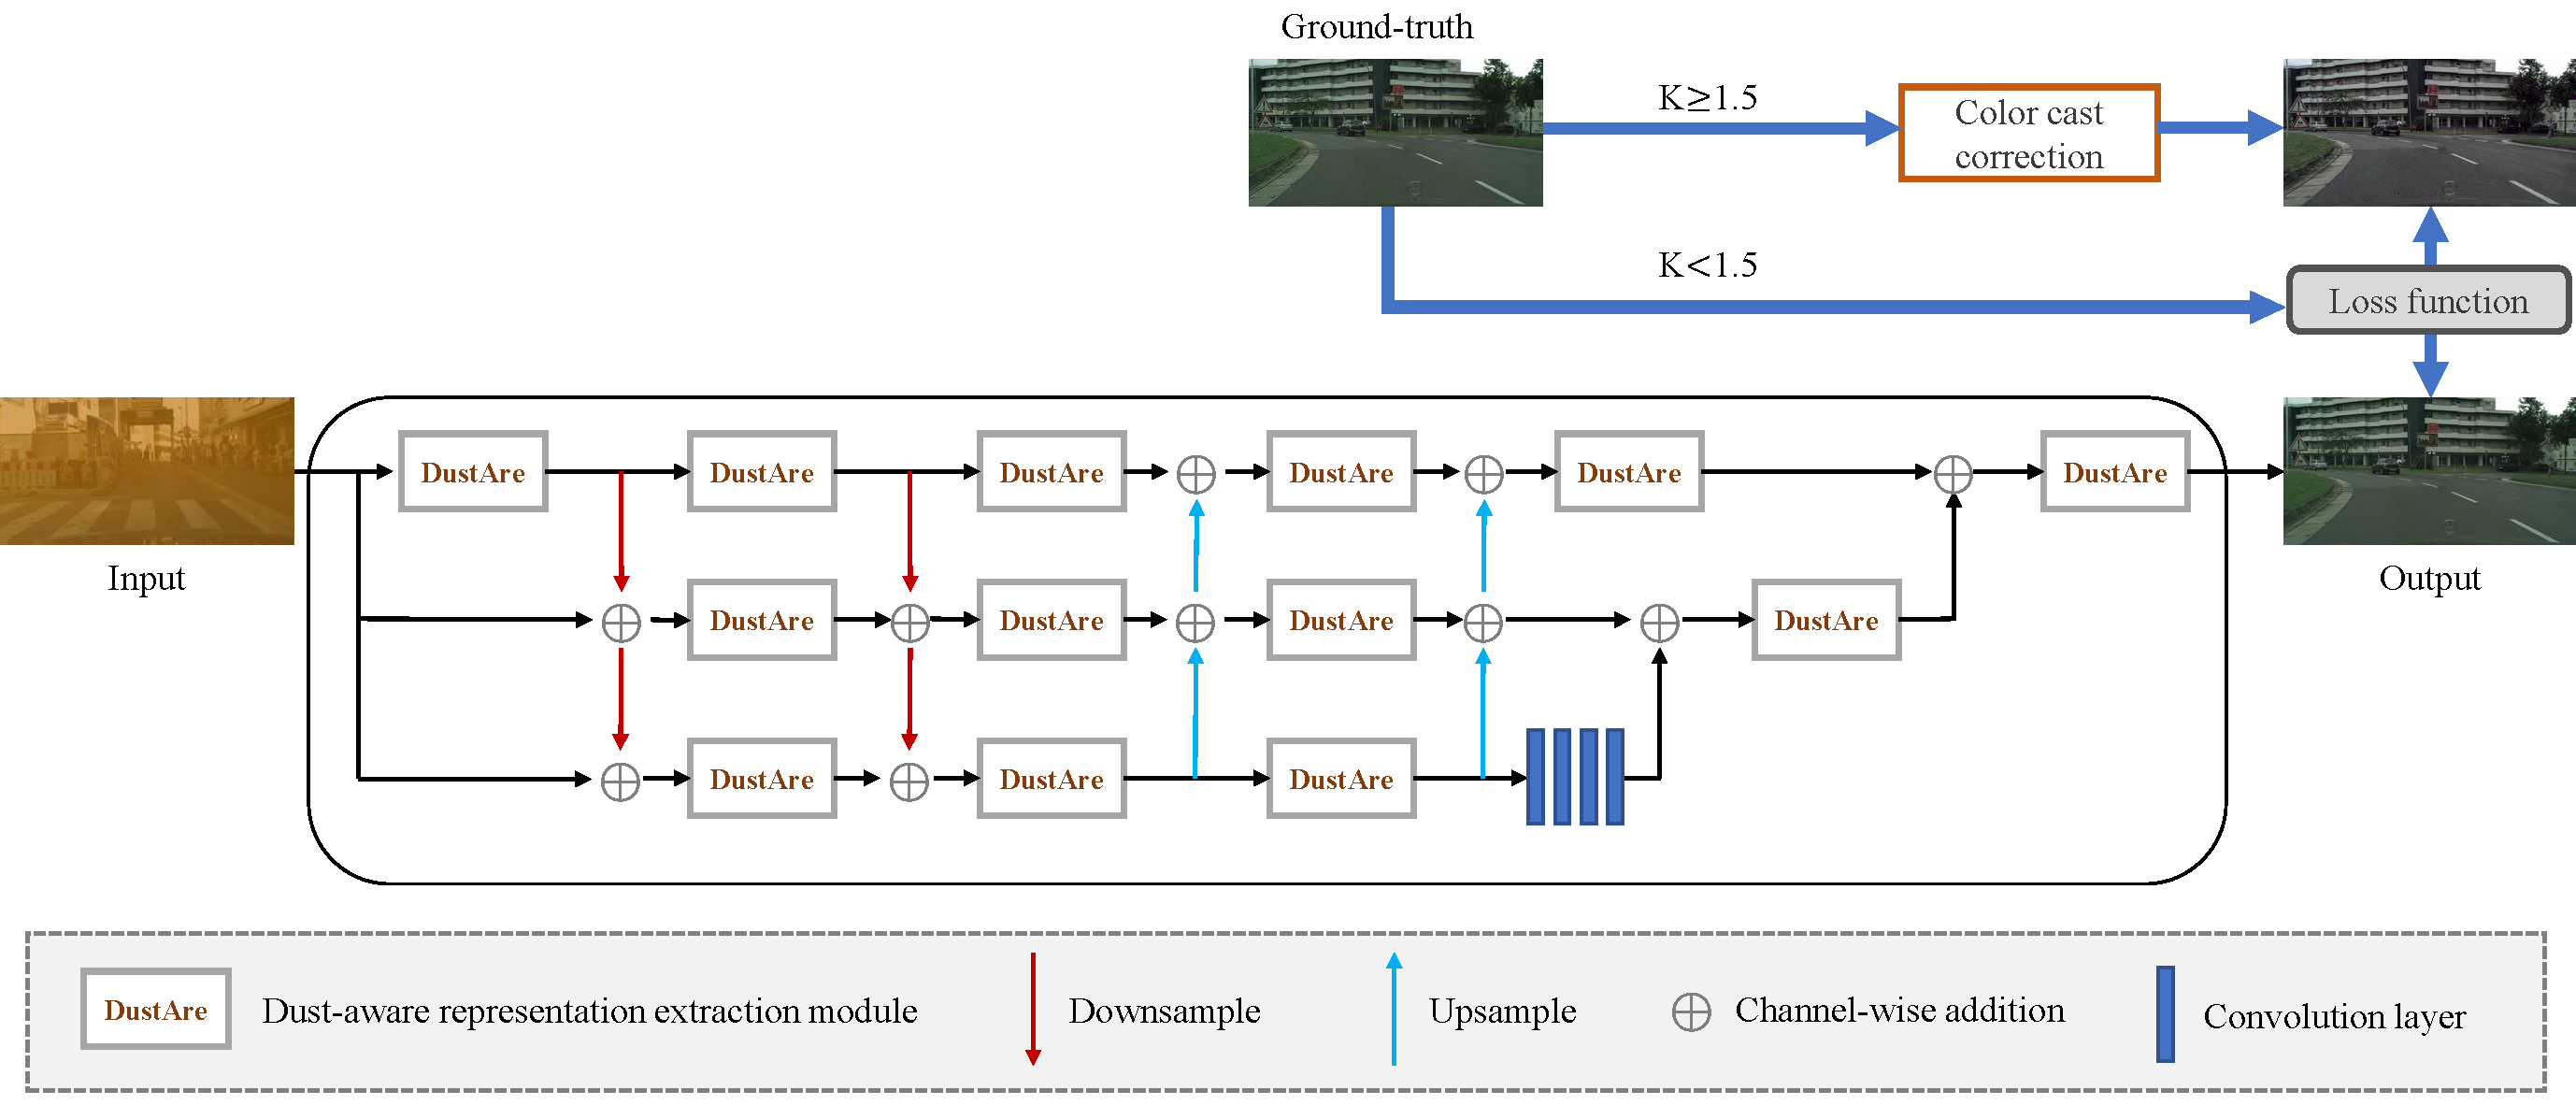 Ground-truth
K≥1.5
Color cast
correction
K<1.5
Loss function
Input
DustAre
DustAre
DustAre
DustAre
DustAre
DustAre
Output
DustAre
DustAre
DustAre
DustAre
DustAre
DustAre
DustAre
DustAre
Dust-aware representation extraction module
Downsample
Upsample
Channel-wise addition
Convolution layer